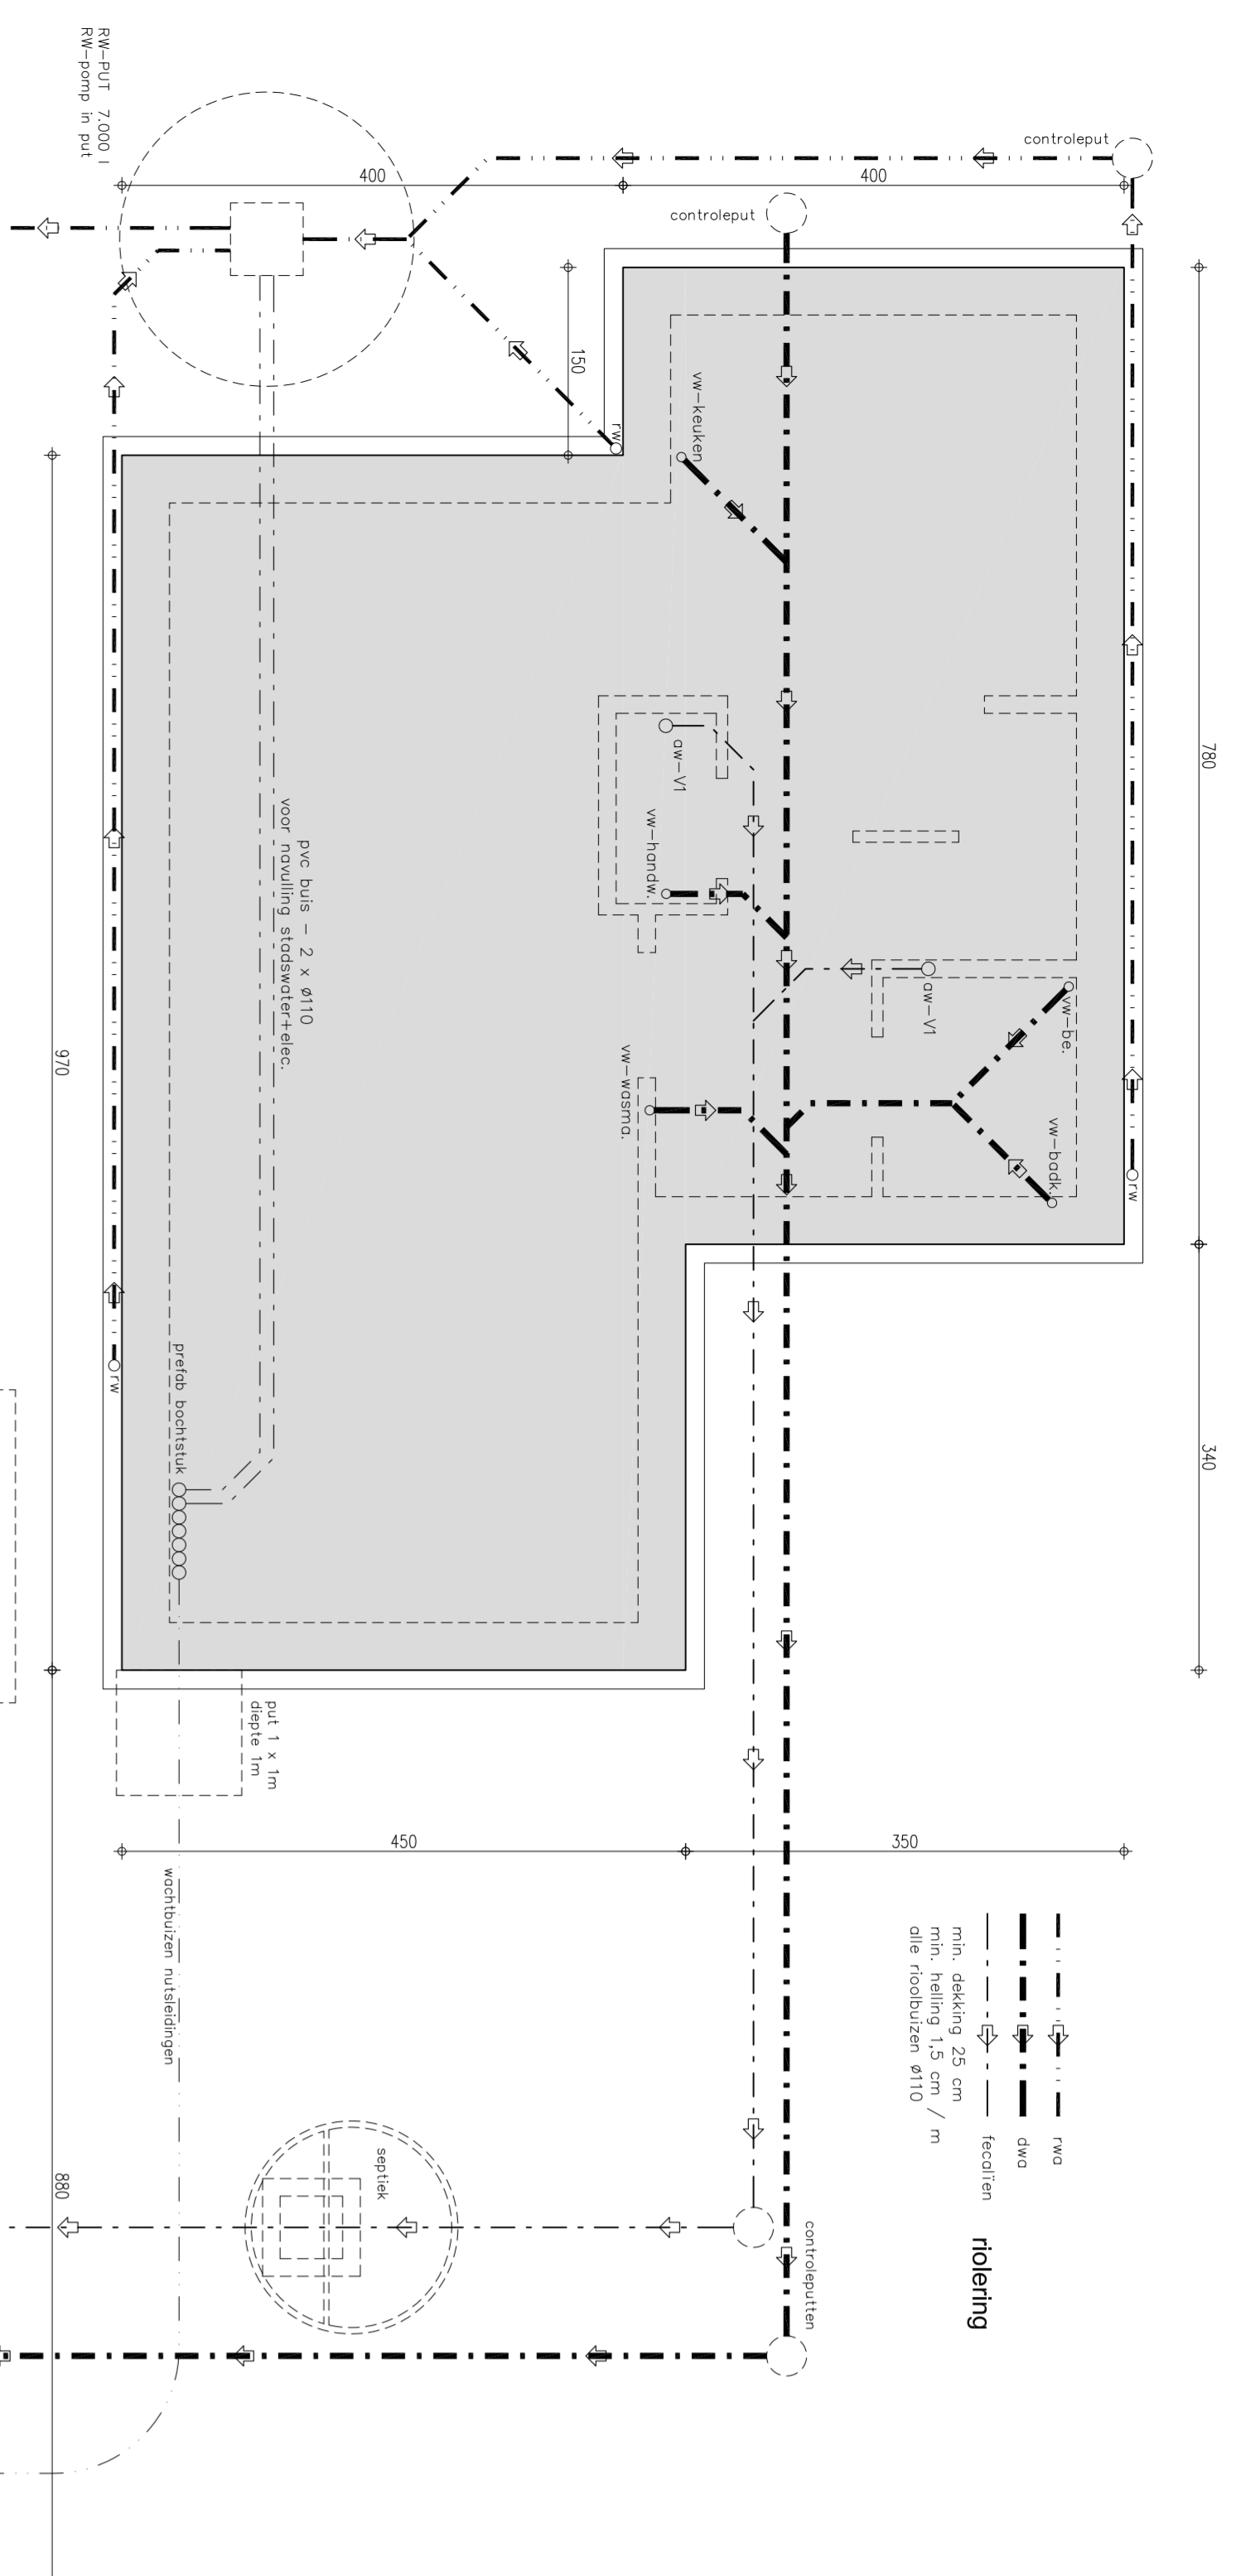 RW-PUT 7.000 l
RW-pomp in put
controleput
400
400
controleput
780
150
rw
vw-keuken
aw-V1
vw-handw.
pvc buis - 2 x ø110
voor navulling stadswater+elec.
aw-V1
vw-be.
vw-wasma.
vw-badk.
rw
970
rw
prefab bochtstuk
340
put 1 x 1m
diepte 1m
450
350
wachtbuizen nutsleidingen
rwa
dwa
fecaliën
min. dekking 25 cm
min. helling 1,5 cm / m
alle rioolbuizen ø110
riolering
septiek
controleputten
880